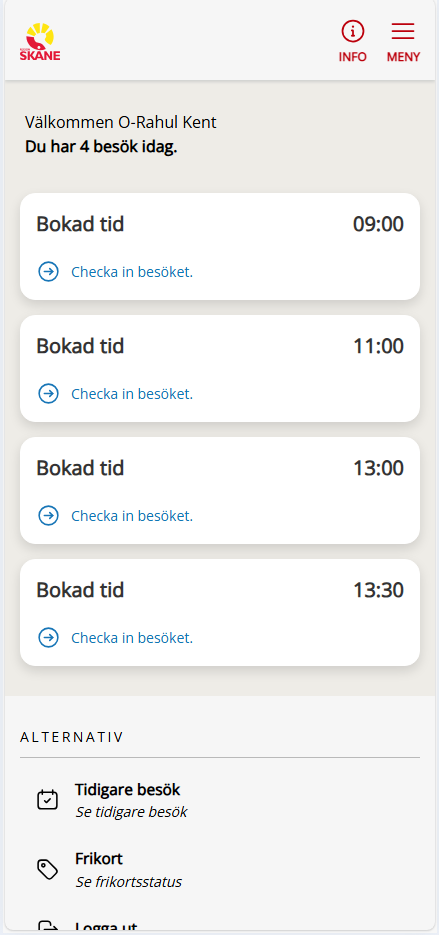 SKÅNE
INFO
MENY
Välkommen O-Rahul Kent
Du har 4 besök idag.
Bokad tid 09:00
Checka in besöket.
Bokad tid 11:00
Checka in besöket.
Bokad tid 13:00
Checka in besöket.
Bokad tid 13:30
Checka in besöket.
ALTERNATIV
Tidigare besök
Se tidigare besök
Frikort
Se frikortsstatus
Logga ut